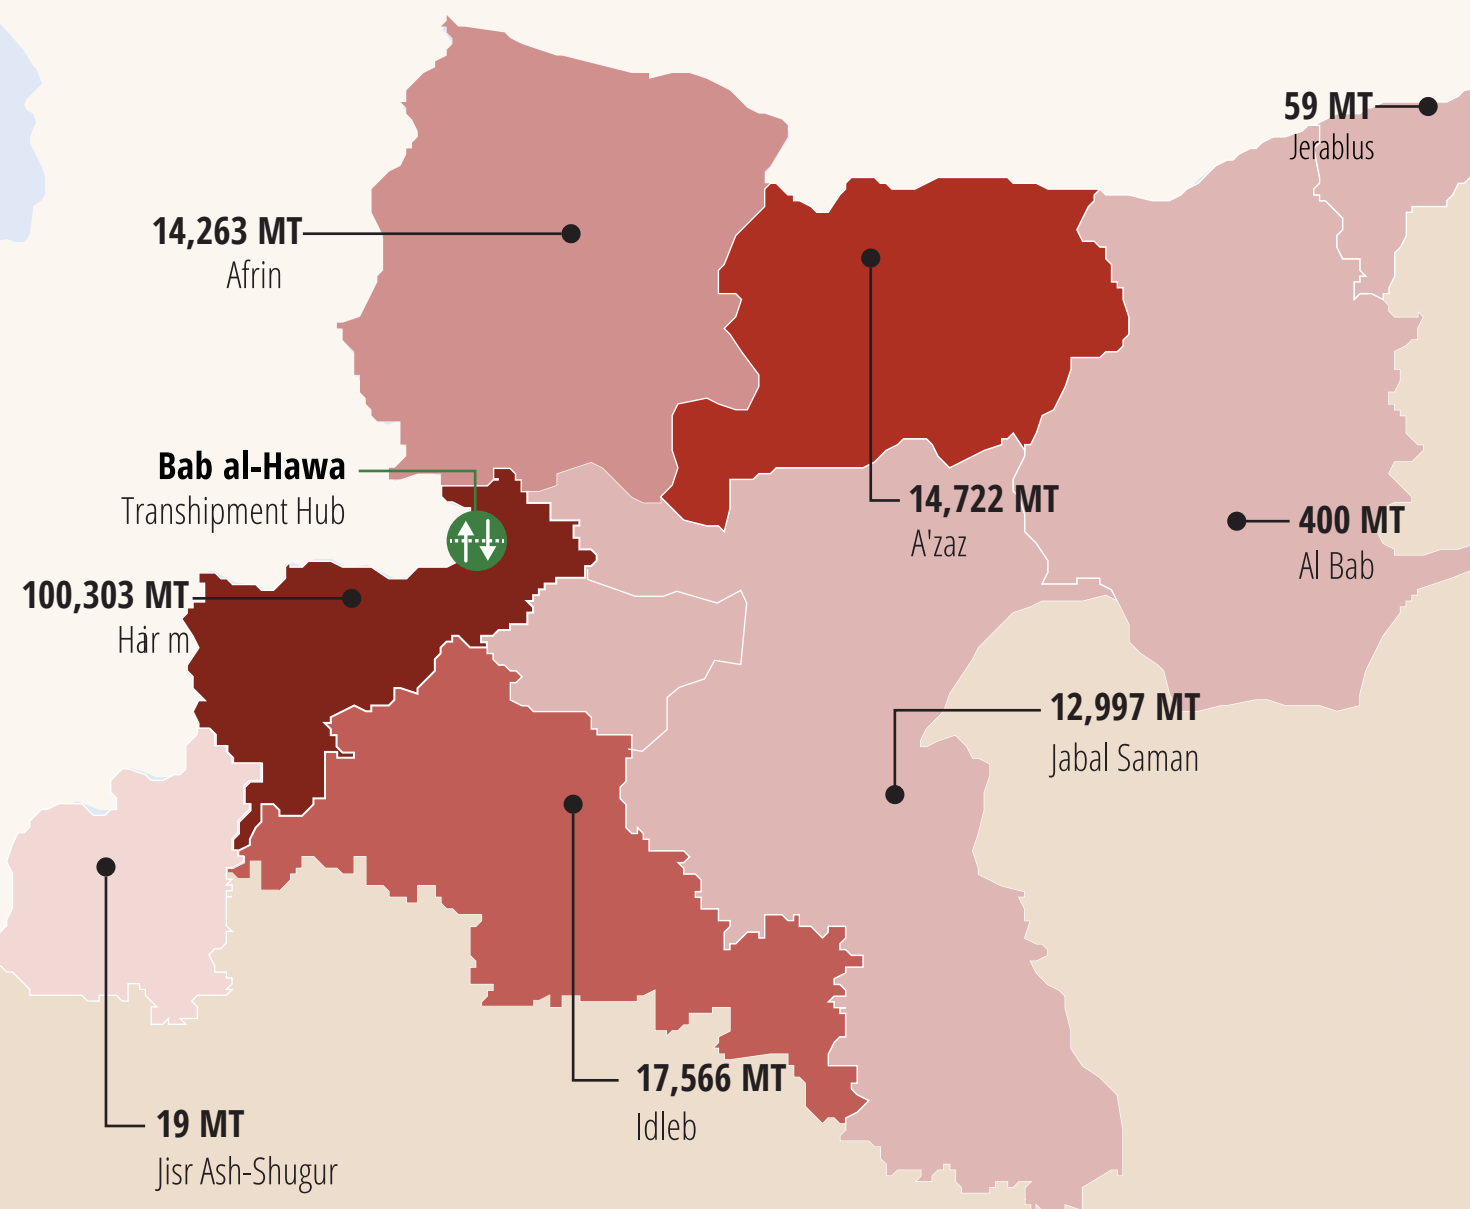 59 MT
Jerablus
14,263 MT
Afrin
Bab al-Hawa
Transhipment Hub
14,722 MT
A'zaz
400 MT
Al Bab
100,303 MT
Har m
12,997 MT
Jabal Saman
17,566 MT
Idleb
19 MT
Jisr Ash-Shugur